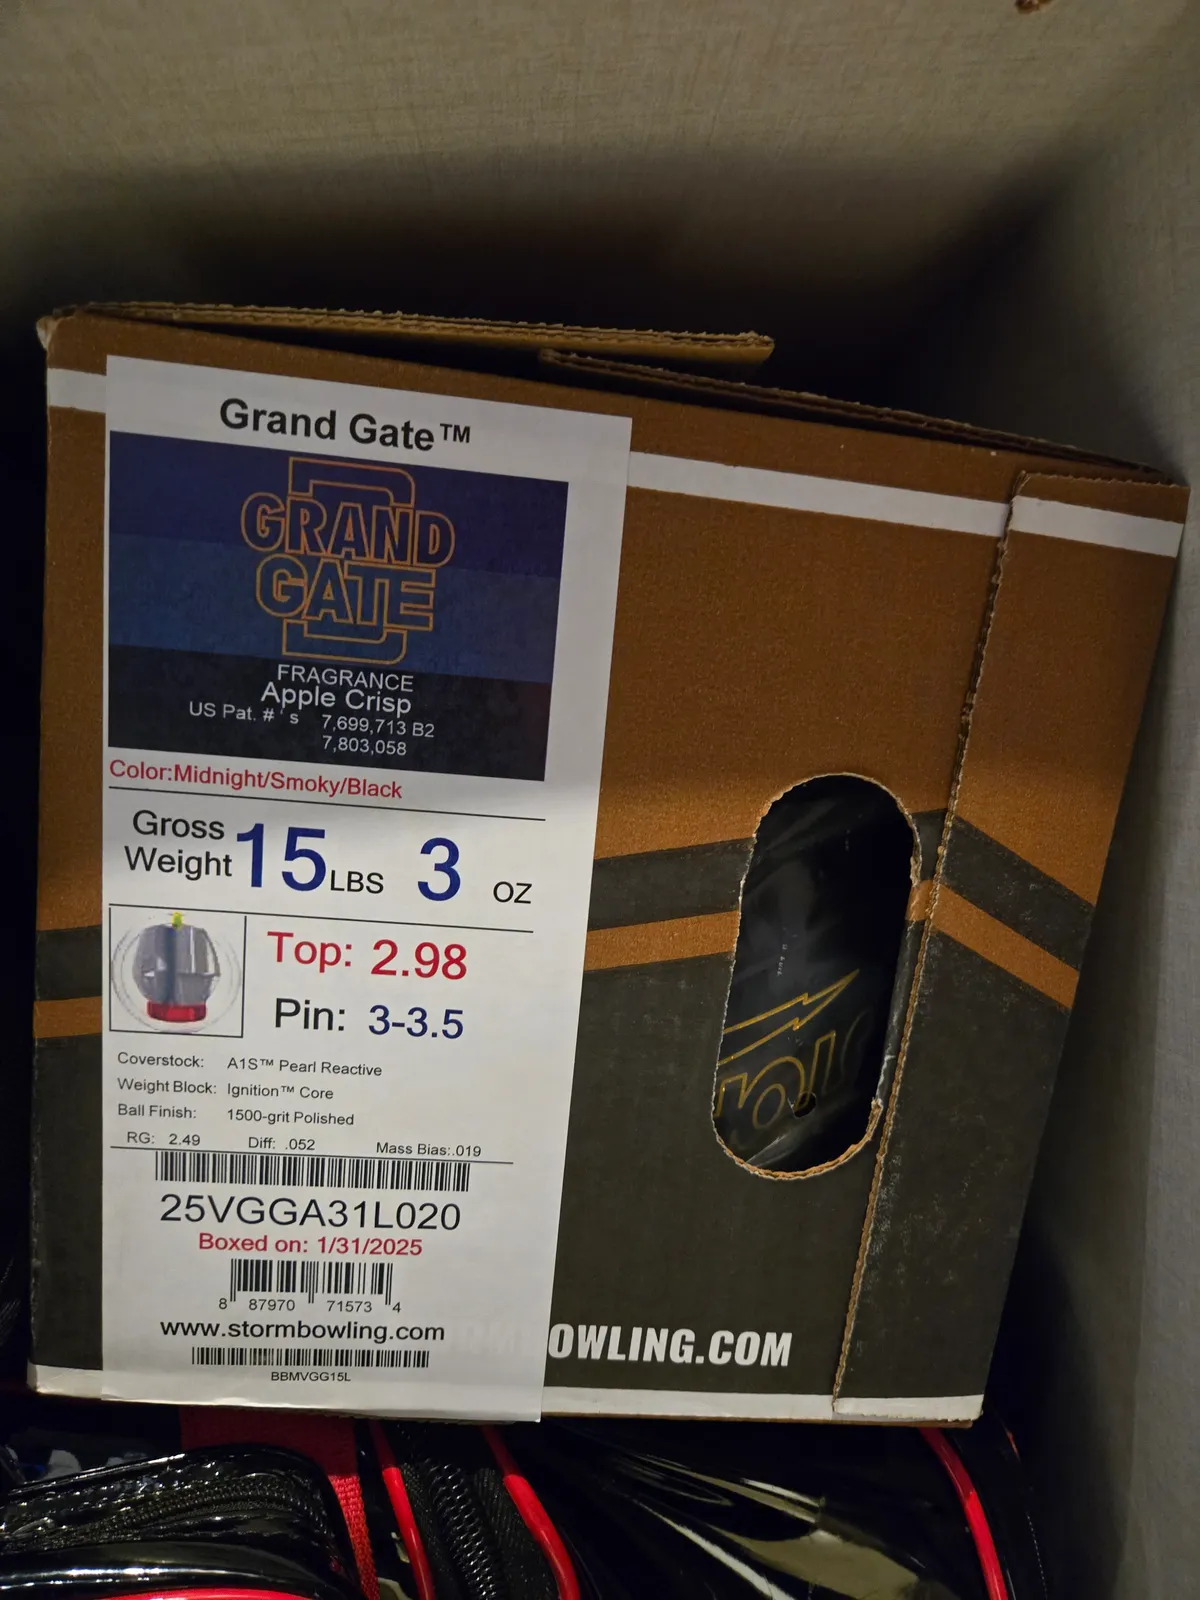 Grand Gate™
GRAND
GATE
FRAGRANCE
Apple Crisp
US Pat. # ' s 7,699,713 B2
7,803,058
Color:Midnight/Smoky/Black
Gross
Weight 15 LBS 3 OZ
Top: 2.98
Pin: 3-3.5
Coverstock: A1S™ Pearl Reactive
Weight Block: Ignition™ Core
Ball Finish: 1500-grit Polished
RG: 2.49 Diff: .052 Mass Bias:.019
25VGGA31L020
Boxed on: 1/31/2025
8 87970 71573 4
www.stormbowling.com
BBMVGG15L
OWLING.COM